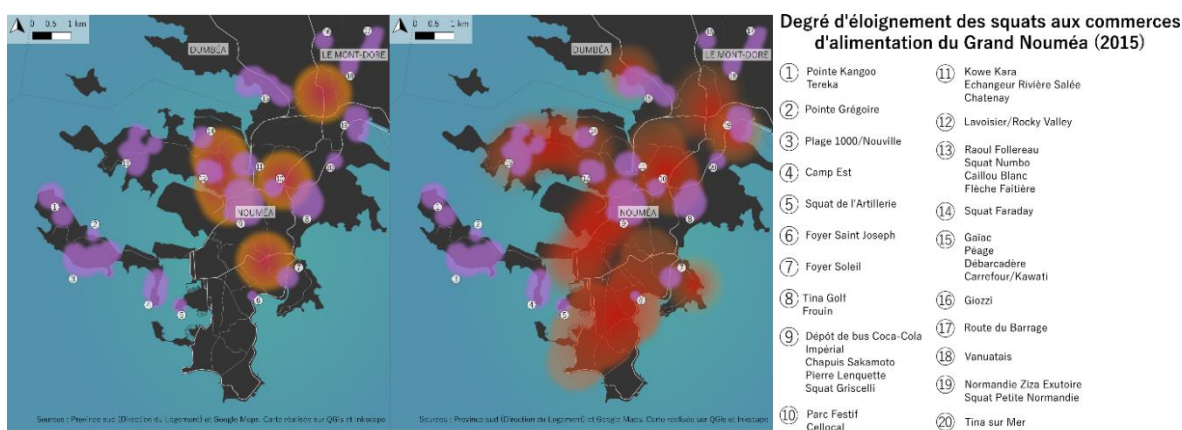 0 0.5 1 km
DUMBÉA
LE MONT-DORE
NOUMÉA
Sources : Province sud (Direction du Logement) et Google Maps. Carte réalisée sur QGis et Inkscape
0 0.5 1 km
DUMBÉA
LE MONT-DORE
NOUMÉA
Sources : Province sud (Direction du Logement) et Google Maps. Carte réalisée sur QGis et Inkscape
Degré d'éloignement des squats aux commerces
d'alimentation du Grand Nouméa (2015)
1 Pointe Kangoo
Tereka
2 Pointe Grégoire
3 Plage 1000/Nouville
4 Camp Est
5 Squat de l'Artillerie
6 Foyer Saint Joseph
7 Foyer Soleil
8 Tina Golf
Frouin
9 Dépôt de bus Coca-Cola
Impérial
Chapuis Sakamoto
Pierre Lenquette
Squat Griscelli
10 Parc Festif
Cellocal
11 Kowe Kara
Echangeur Rivière Salée
Chatenay
12 Lavoisier/Rocky Valley
13 Raoul Follereau
Squat Numbo
Caillou Blanc
Flèche Faitière
14 Squat Faraday
15 Gaïac
Péage
Débarcadère
Carrefour/Kawati
16 Giozzi
17 Route du Barrage
18 Vanuatais
19 Normandie Ziza Exutoire
Squat Petite Normandie
20 Tina sur Mer